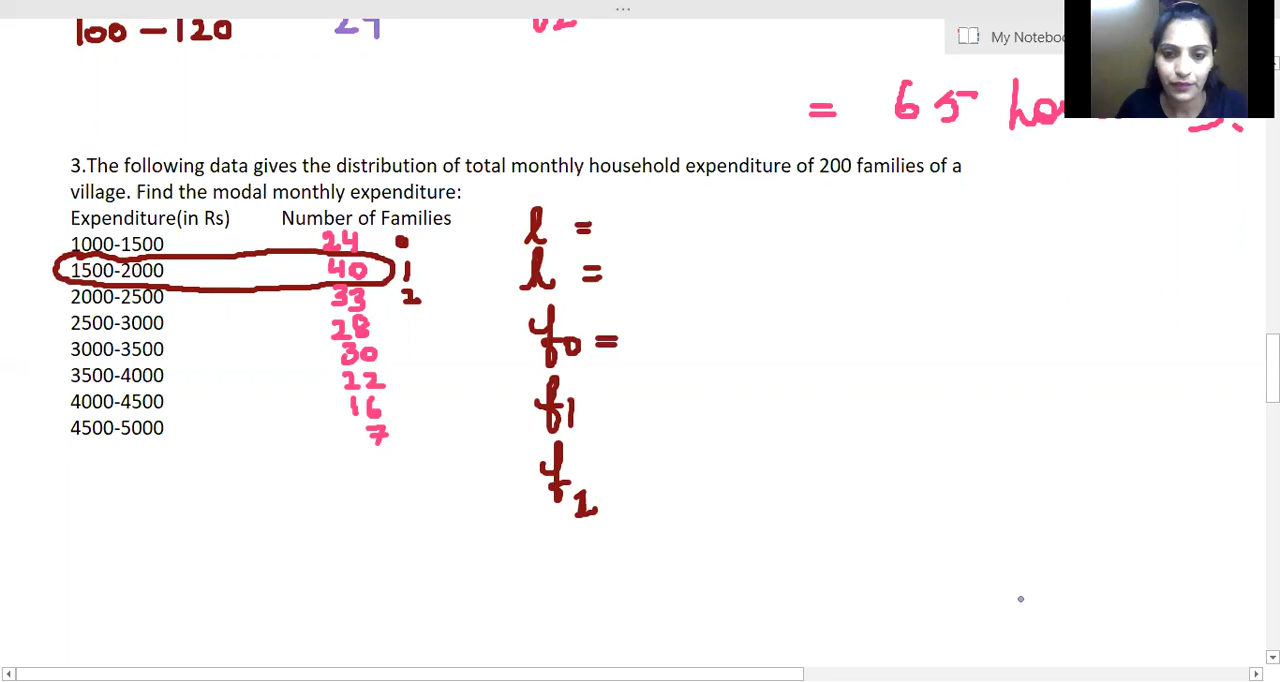 100 - 120
My Noteboo
= 65 ho
3.The following data gives the distribution of total monthly household expenditure of 200 families of a
village. Find the modal monthly expenditure:
Expenditure(in Rs) Number of Families
1000-1500 24 0
1500-2000 40 1
2000-2500 33 2
2500-3000 28
3000-3500 30
3500-4000 22
4000-4500 16
4500-5000 7
l =
h =
f0 =
f1
f2